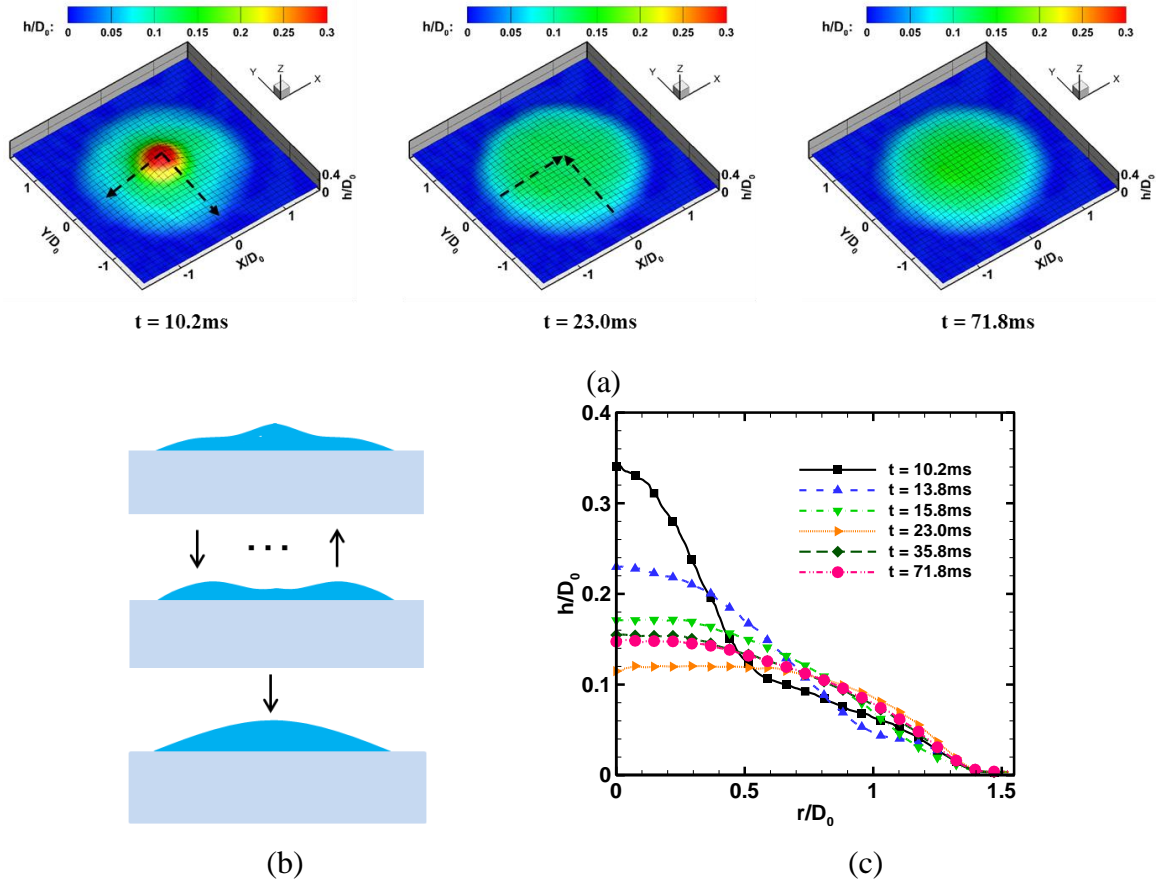 h/D₀: 0 0.05 0.1 0.15 0.2 0.25 0.3
h/D₀: 0 0.05 0.1 0.15 0.2 0.25 0.3
h/D₀: 0 0.05 0.1 0.15 0.2 0.25 0.3
Y Z X
Y Z X
Y Z X
1 0 -1 Y/D₀ -1 0 1 X/D₀ 0 0.4 h/D₀
1 0 -1 Y/D₀ -1 0 1 X/D₀ 0 0.4 h/D₀
1 0 -1 Y/D₀ -1 0 1 X/D₀ 0 0.4 h/D₀
t = 10.2ms
t = 23.0ms
t = 71.8ms
(a)
...
(b)
0.4
0.3
0.2
0.1
0
h/D₀
t = 10.2ms
t = 13.8ms
t = 15.8ms
t = 23.0ms
t = 35.8ms
t = 71.8ms
0 0.5 1 1.5
r/D₀
(c)